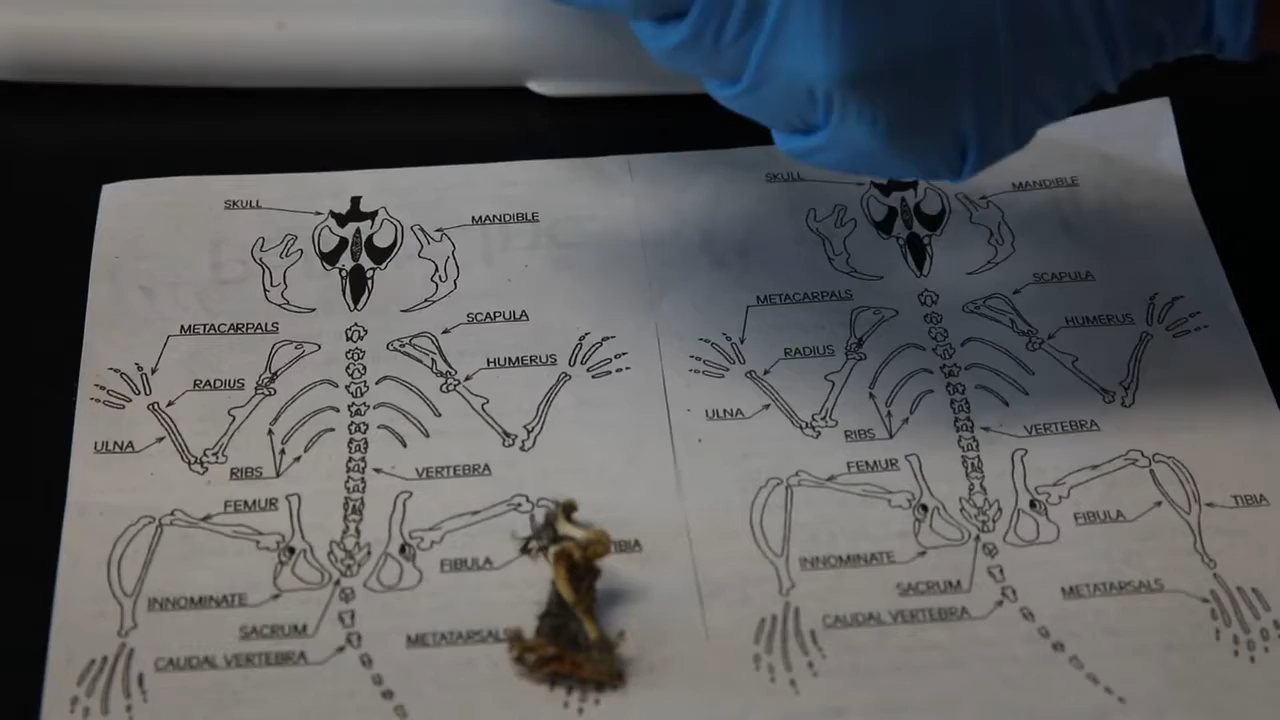 SKULL
MANDIBLE
SCAPULA
METACARPALS
HUMERUS
RADIUS
ULNA
RIBS
VERTEBRA
FEMUR
FIBULA
INNOMINATE
SACRUM
METATARSALS
CAUDAL VERTEBRA
SKULL
MANDIBLE
SCAPULA
METACARPALS
HUMERUS
RADIUS
ULNA
RIBS
VERTEBRA
FEMUR
TIBIA
FIBULA
INNOMINATE
SACRUM
METATARSALS
CAUDAL VERTEBRA